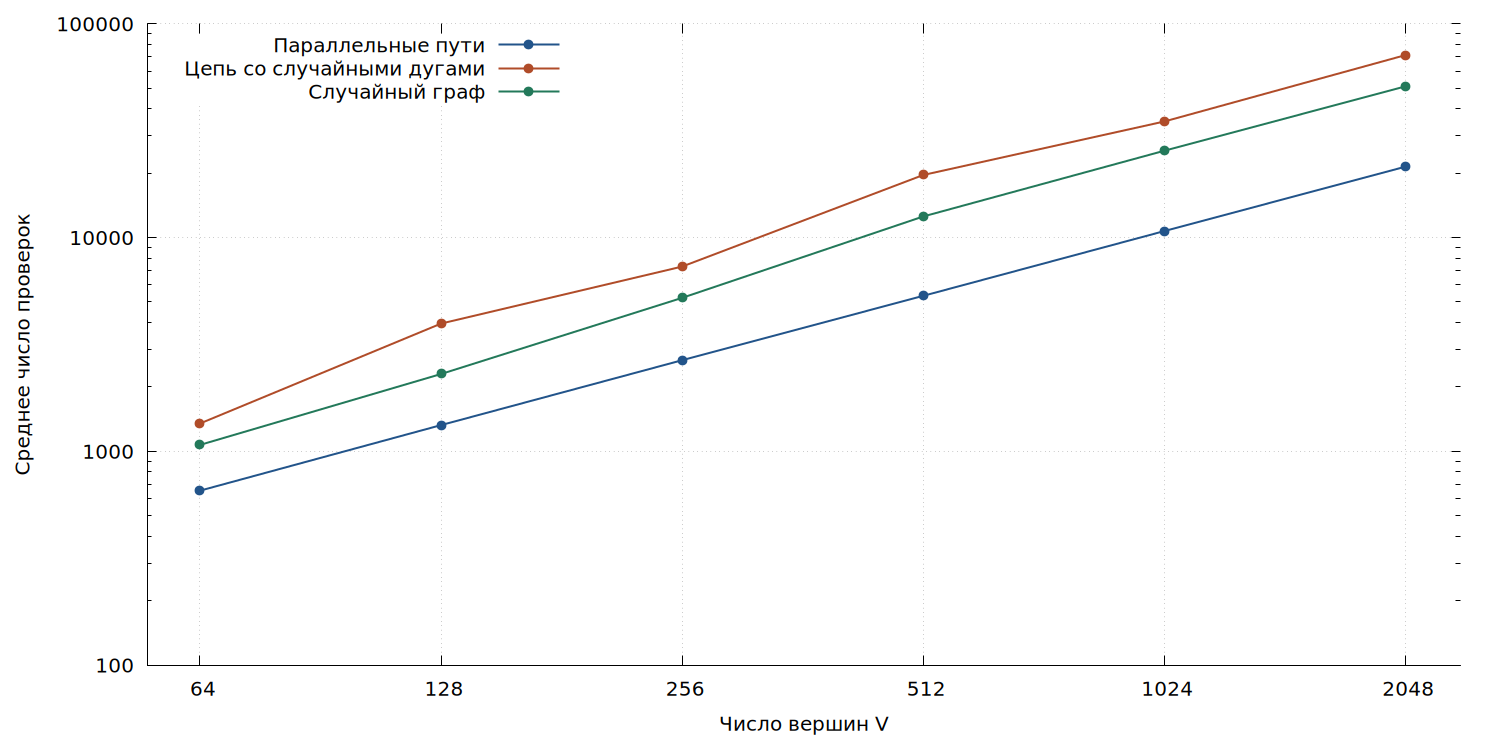 100000
Параллельные пути
Цепь со случайными дугами
Случайный граф
10000
1000
100
Среднее число проверок
64 128 256 512 1024 2048
Число вершин V